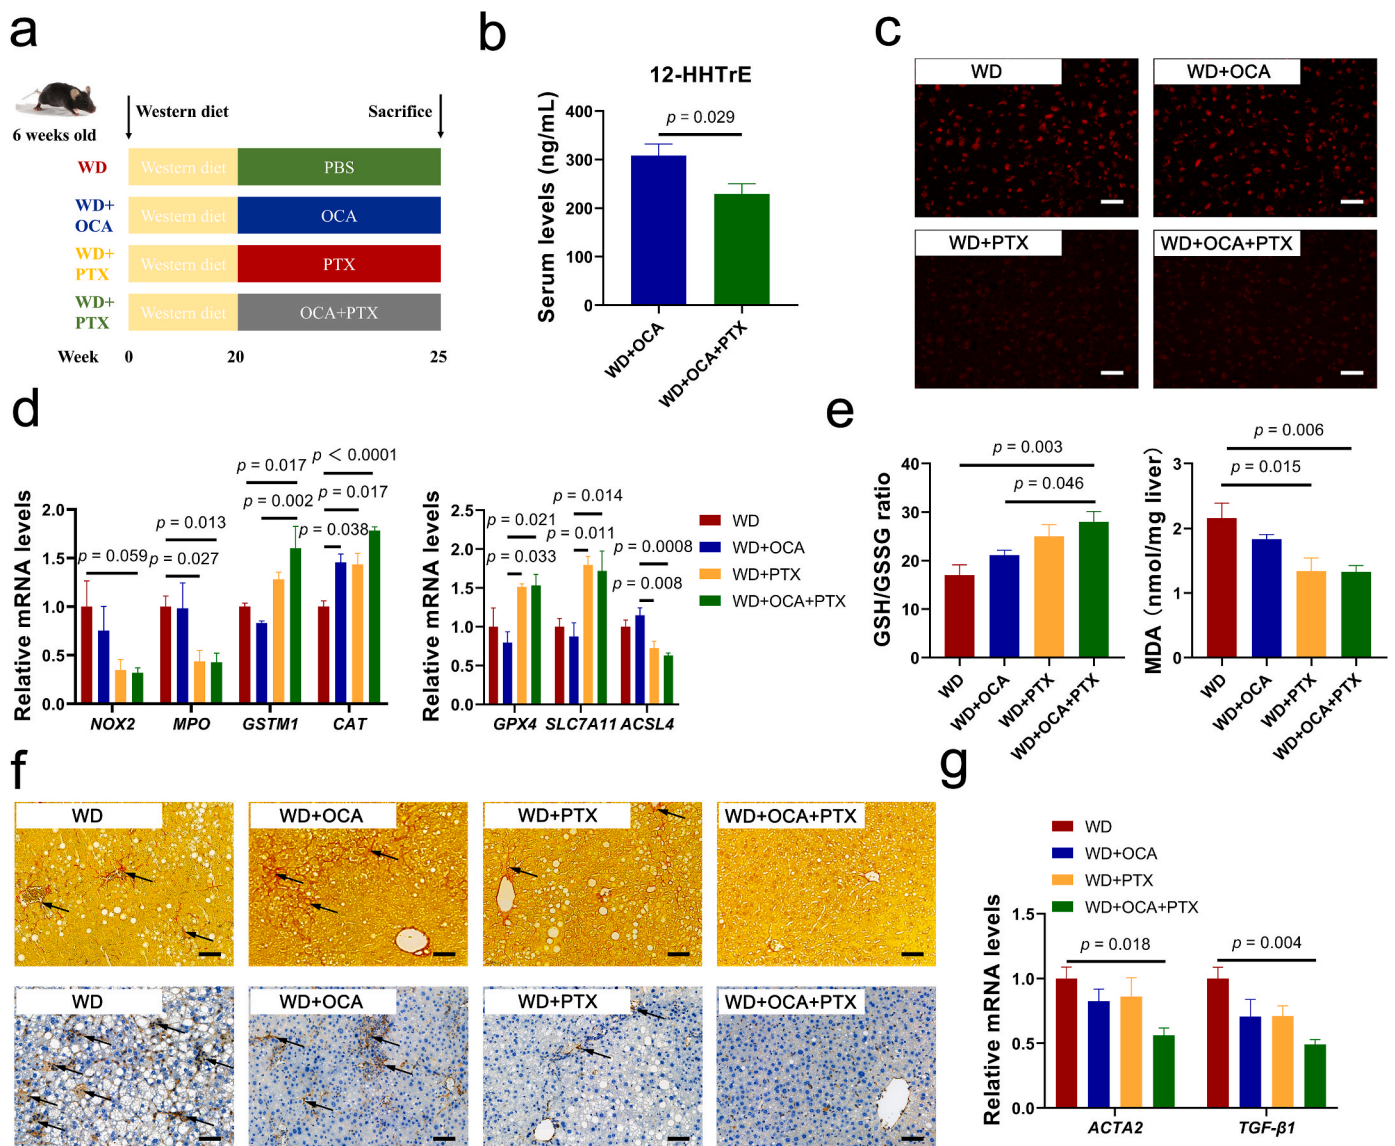 a
Western diet
Sacrifice
6 weeks old
WD
Western diet
PBS
WD+
OCA
Western diet
OCA
WD+
PTX
Western diet
PTX
WD+
PTX
Western diet
OCA+PTX
Week
0
20
25
b
12-HHTrE
Serum levels (ng/mL)
400
300
200
100
0
p = 0.029
WD+OCA
WD+OCA+PTX
c
WD
WD+OCA
WD+PTX
WD+OCA+PTX
d
Relative mRNA levels
2.0
1.5
1.0
0.5
0.0
p = 0.059
p = 0.013
p = 0.027
p = 0.017
p = 0.002
p < 0.0001
p = 0.017
p = 0.038
NOX2
MPO
GSTM1
CAT
Relative mRNA levels
2.5
2.0
1.5
1.0
0.5
0.0
p = 0.021
p = 0.033
p = 0.014
p = 0.011
p = 0.0008
p = 0.008
GPX4
SLC7A11
ACSL4
WD
WD+OCA
WD+PTX
WD+OCA+PTX
e
GSH/GSSG ratio
40
30
20
10
0
p = 0.003
p = 0.046
WD
WD+OCA
WD+PTX
WD+OCA+PTX
MDA (nmol/mg liver)
3
2
1
0
p = 0.006
p = 0.015
WD
WD+OCA
WD+PTX
WD+OCA+PTX
f
WD
WD+OCA
WD+PTX
WD+OCA+PTX
WD
WD+OCA
WD+PTX
WD+OCA+PTX
g
WD
WD+OCA
WD+PTX
WD+OCA+PTX
Relative mRNA levels
1.5
1.0
0.5
0.0
p = 0.018
p = 0.004
ACTA2
TGF-β1